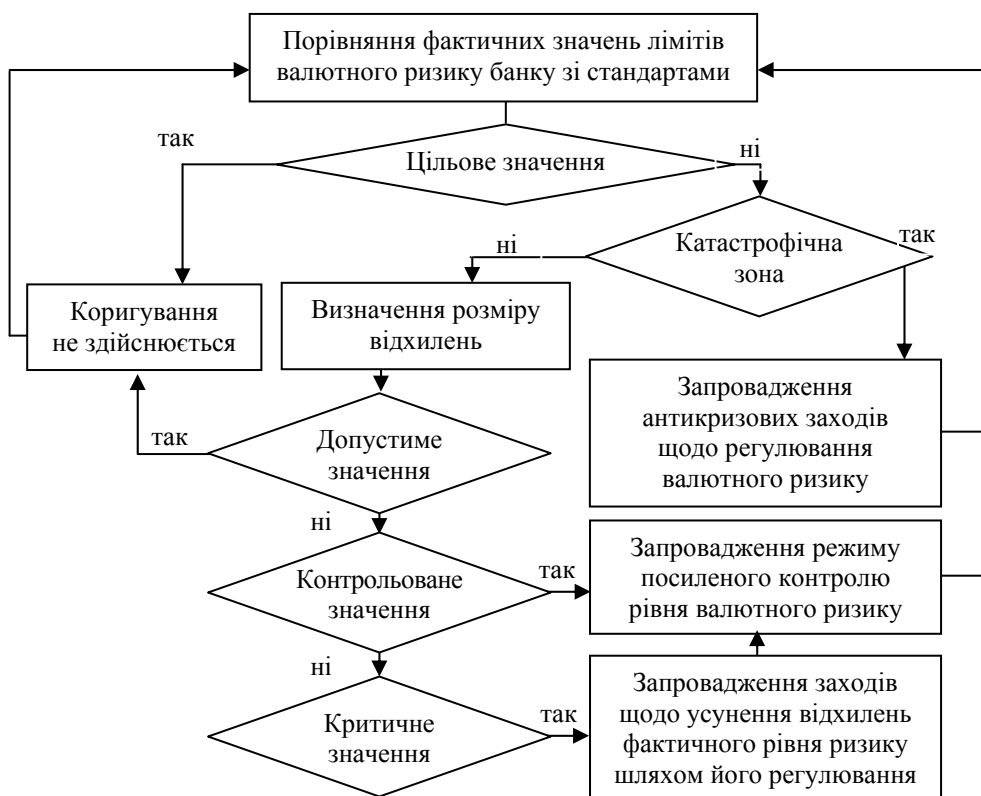 Порівняння фактичних значень лімітів
валютного ризику банку зі стандартами
так
Цільове значення
ні
ні
Катастрофічна
зона
так
Коригування
не здійснюється
Визначення розміру
відхилень
Запровадження
антикризових заходів
щодо регулювання
валютного ризику
так
Допустиме
значення
ні
Контрольоване
значення
так
Запровадження режиму
посиленого контролю
рівня валютного ризику
ні
Критичне
значення
так
Запровадження заходів
щодо усунення відхилень
фактичного рівня ризику
шляхом його регулювання